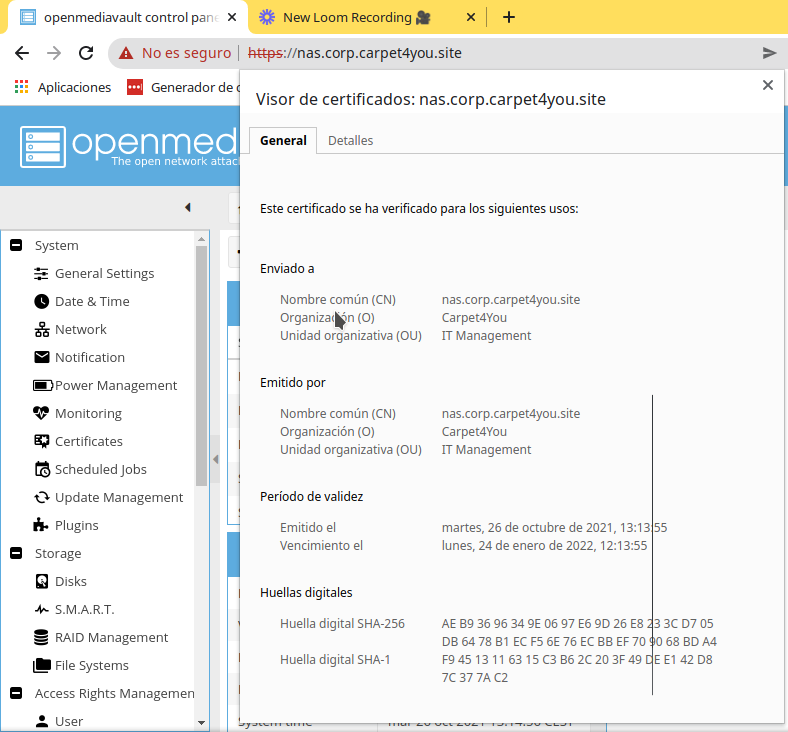 openmediavault control pane
New Loom Recording
No es seguro
https://nas.corp.carpet4you.site
Aplicaciones
Generador de c
openmed
The open network attac
System
General Settings
Date & Time
Network
Notification
Power Management
Monitoring
Certificates
Scheduled Jobs
Update Management
Plugins
Storage
Disks
S.M.A.R.T.
RAID Management
File Systems
Access Rights Managemen
User
Visor de certificados: nas.corp.carpet4you.site
General
Detalles
Este certificado se ha verificado para los siguientes usos:
Enviado a
Nombre común (CN) nas.corp.carpet4you.site
Organización (O) Carpet4You
Unidad organizativa (OU) IT Management
Emitido por
Nombre común (CN) nas.corp.carpet4you.site
Organización (O) Carpet4You
Unidad organizativa (OU) IT Management
Período de validez
Emitido el martes, 26 de octubre de 2021, 13:13:55
Vencimiento el lunes, 24 de enero de 2022, 12:13:55
Huellas digitales
Huella digital SHA-256 AE B9 36 96 34 9E 06 97 E6 9D 26 E8 23 3C D7 05
DB 64 78 B1 EC F5 6E 76 EC BB EF 70 90 68 BD A4
Huella digital SHA-1 F9 45 13 11 63 15 C3 B6 2C 20 3F 49 DE E1 42 D8
7C 37 7A C2